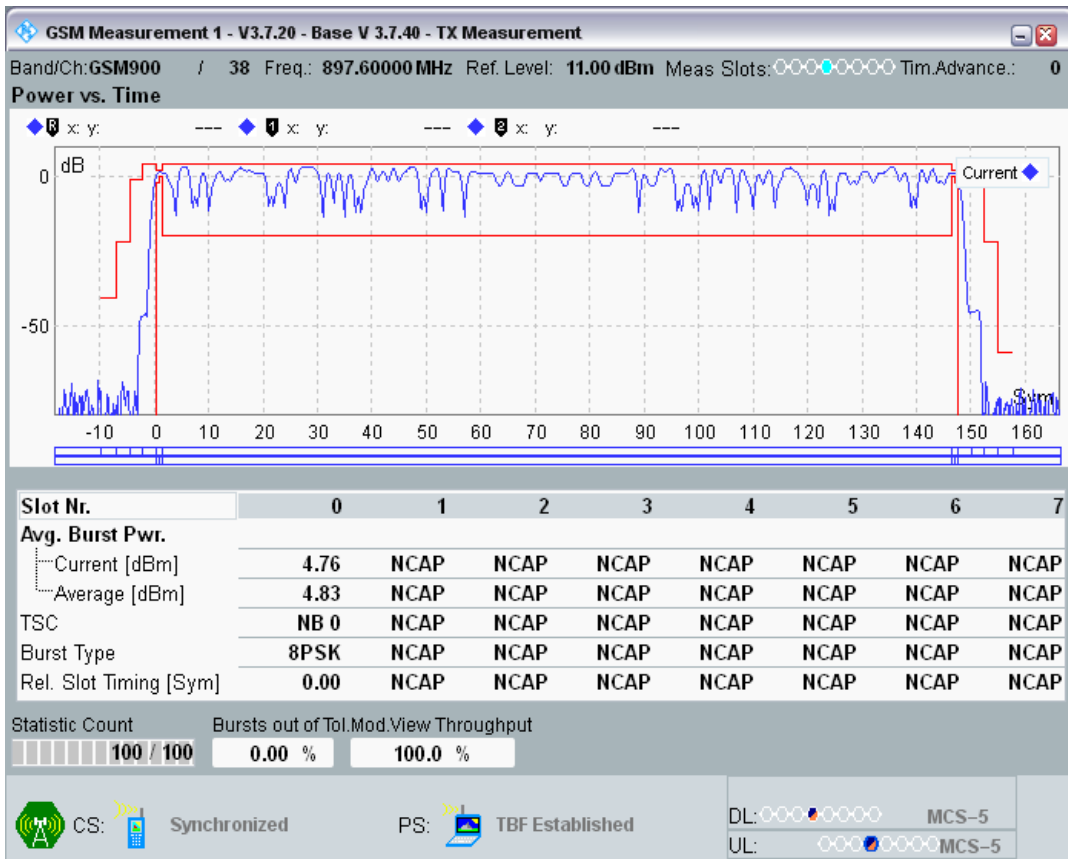 GSM Measurement 1 - V3.7.20 - Base V 3.7.40 - TX Measurement
Band/Ch:GSM900 / 38 Freq.: 897.60000 MHz Ref. Level: 11.00 dBm Meas Slots: Tim.Advance.: 0
Power vs. Time
R x: y: --- 1 x: y: --- 2 x: y: ---
dB
Current
0
-50
Sym
-10 0 10 20 30 40 50 60 70 80 90 100 110 120 130 140 150 160
Slot Nr. 0 1 2 3 4 5 6 7
Avg. Burst Pwr.
Current [dBm] 4.76 NCAP NCAP NCAP NCAP NCAP NCAP NCAP
Average [dBm] 4.83 NCAP NCAP NCAP NCAP NCAP NCAP NCAP
TSC NB 0 NCAP NCAP NCAP NCAP NCAP NCAP NCAP
Burst Type 8PSK NCAP NCAP NCAP NCAP NCAP NCAP NCAP
Rel. Slot Timing [Sym] 0.00 NCAP NCAP NCAP NCAP NCAP NCAP NCAP
Statistic Count Bursts out of Tol.Mod.View Throughput
100 / 100 0.00 % 100.0 %
CS: Synchronized PS: TBF Established
DL: MCS-5
UL: MCS-5